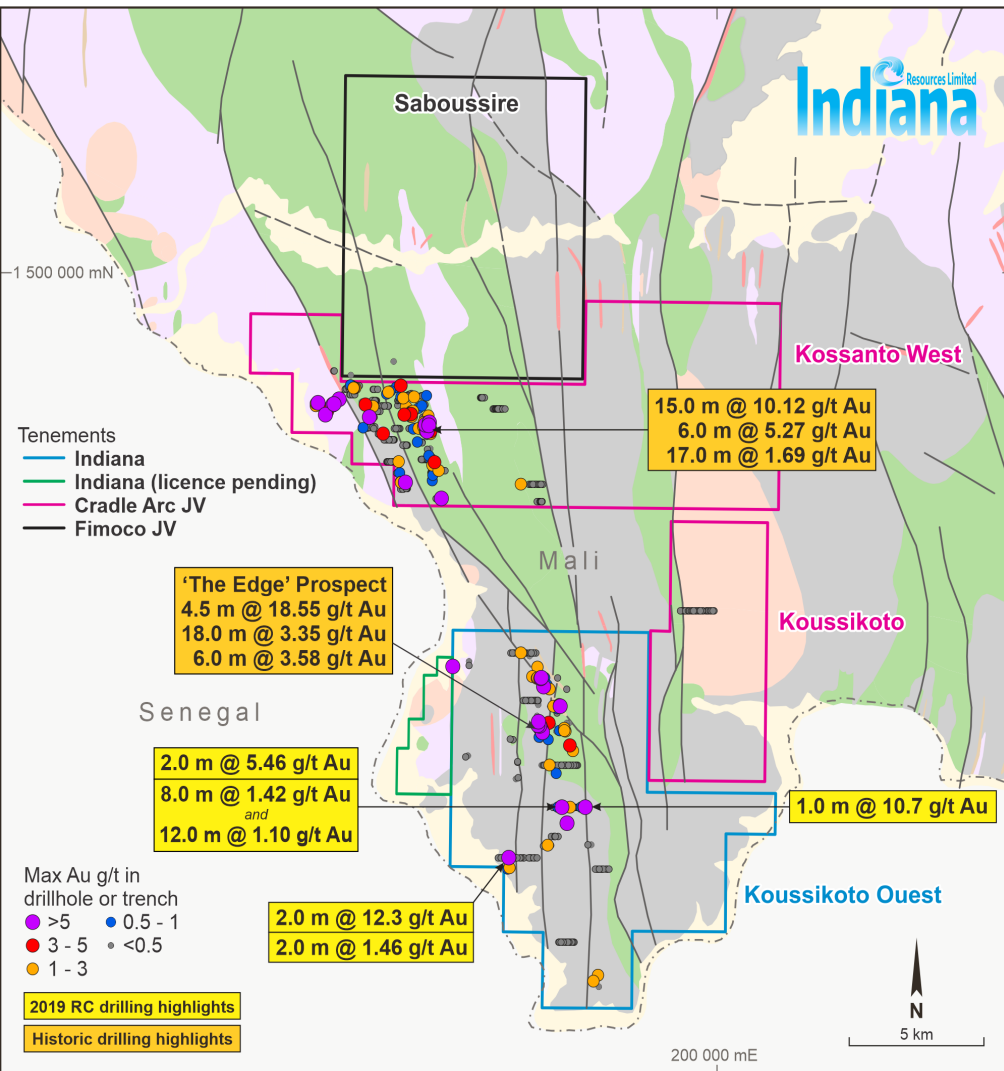 Saboussire
Indiana
Resources Limited
1 500 000 mN
Kossanto West
15.0 m @ 10.12 g/t Au
6.0 m @ 5.27 g/t Au
17.0 m @ 1.69 g/t Au
Tenements
Indiana
Indiana (licence pending)
Cradle Arc JV
Fimoco JV
Mali
'The Edge' Prospect
4.5 m @ 18.55 g/t Au
18.0 m @ 3.35 g/t Au
6.0 m @ 3.58 g/t Au
Koussikoto
Senegal
2.0 m @ 5.46 g/t Au
8.0 m @ 1.42 g/t Au
and
12.0 m @ 1.10 g/t Au
1.0 m @ 10.7 g/t Au
Koussikoto Ouest
2.0 m @ 12.3 g/t Au
2.0 m @ 1.46 g/t Au
Max Au g/t in
drillhole or trench
>5 0.5 - 1
3 - 5 <0.5
1 - 3
2019 RC drilling highlights
Historic drilling highlights
N
5 km
200 000 mE